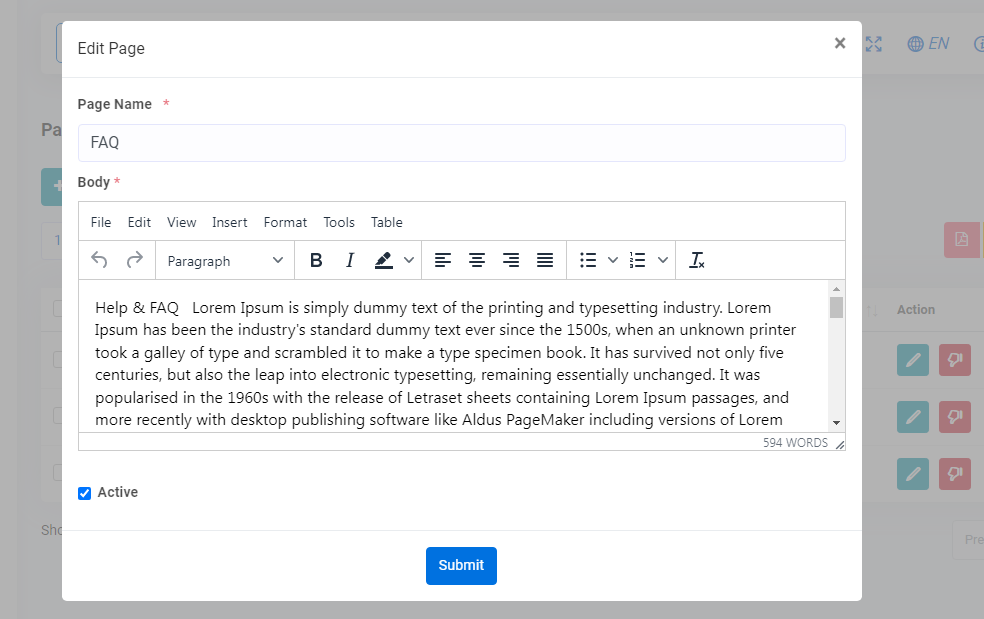 Edit Page
×
EN
Page Name *
Pa
FAQ
Body *
File Edit View Insert Format Tools Table
Paragraph B I
Help & FAQ Lorem Ipsum is simply dummy text of the printing and typesetting industry. Lorem
Ipsum has been the industry's standard dummy text ever since the 1500s, when an unknown printer
took a galley of type and scrambled it to make a type specimen book. It has survived not only five
centuries, but also the leap into electronic typesetting, remaining essentially unchanged. It was
popularised in the 1960s with the release of Letraset sheets containing Lorem Ipsum passages, and
more recently with desktop publishing software like Aldus PageMaker including versions of Lorem
Action
594 WORDS
Active
Sho
Pre
Submit